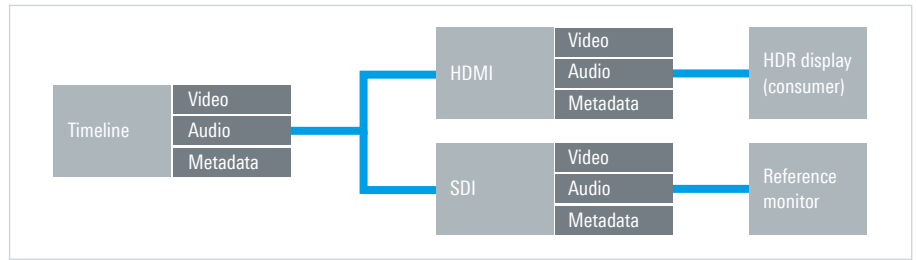 Timeline
Video
Audio
Metadata
HDMI
Video
Audio
Metadata
HDR display
(consumer)
SDI
Video
Audio
Metadata
Reference
monitor